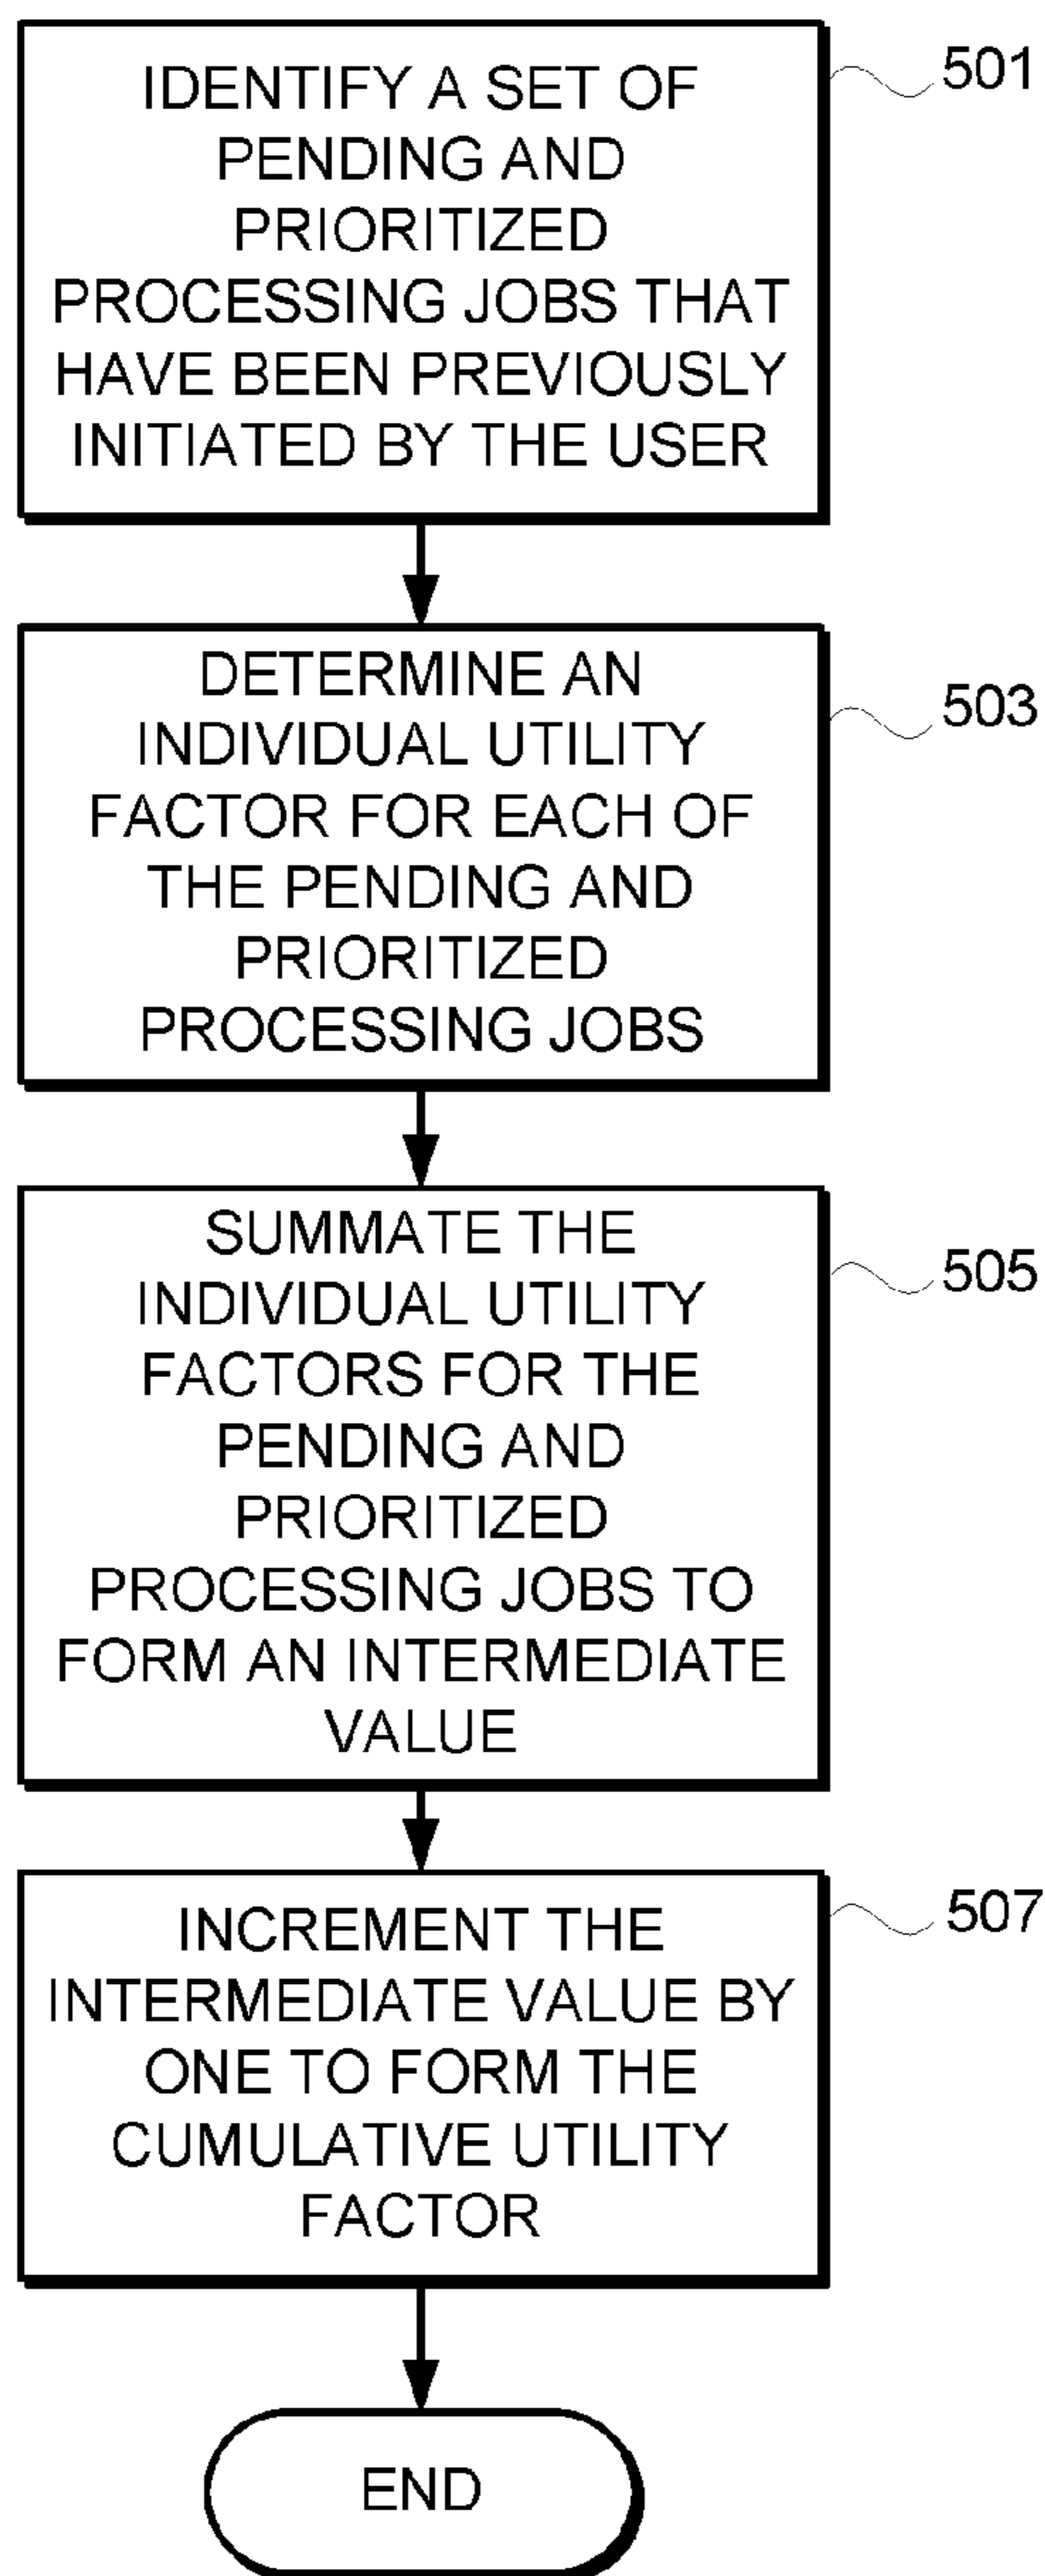 IDENTIFY A SET OF
PENDING AND
PRIORITIZED
PROCESSING JOBS THAT
HAVE BEEN PREVIOUSLY
INITIATED BY THE USER
501
DETERMINE AN
INDIVIDUAL UTILITY
FACTOR FOR EACH OF
THE PENDING AND
PRIORITIZED
PROCESSING JOBS
503
SUMMATE THE
INDIVIDUAL UTILITY
FACTORS FOR THE
PENDING AND
PRIORITIZED
PROCESSING JOBS TO
FORM AN INTERMEDIATE
VALUE
505
INCREMENT THE
INTERMEDIATE VALUE BY
ONE TO FORM THE
CUMULATIVE UTILITY
FACTOR
507
END